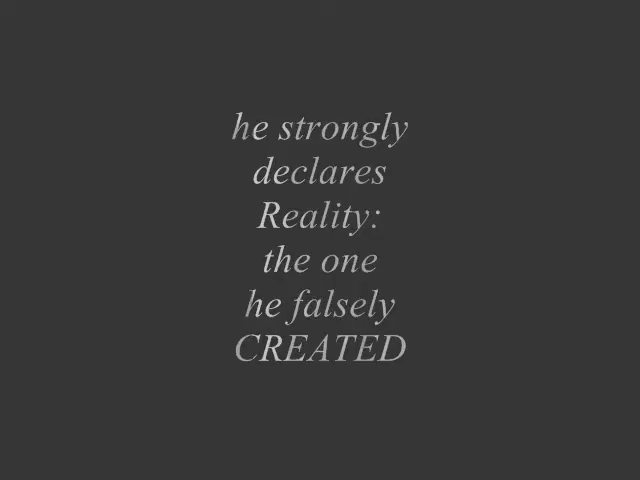 he strongly
declares
Reality:
the one
he falsely
CREATED